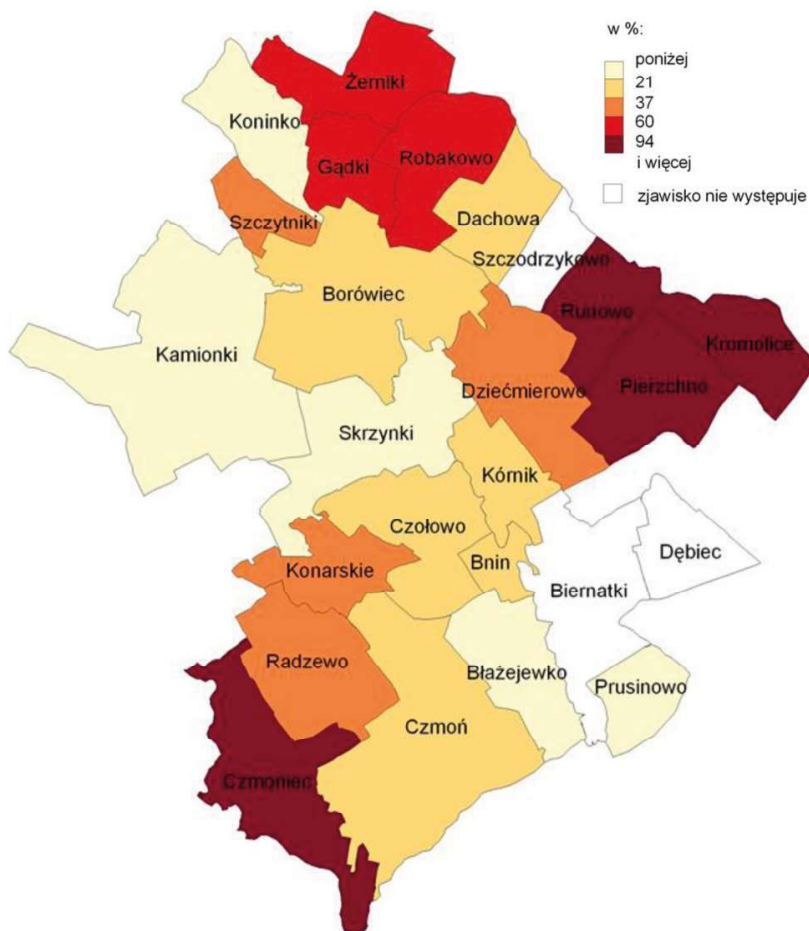 w %:
poniżej
21
37
60
94
i więcej
zjawisko nie występuje
Żerniki
Koninko
Gądki
Robakowo
Szczytniki
Dachowa
Szczodrzykowo
Borówiec
Runowo
Kromolice
Kamionki
Pierzchno
Dziećmierowo
Skrzynki
Kórnik
Czołowo
Bnin
Dębiec
Konarskie
Biernatki
Radzewo
Błażejewko
Prusinowo
Czmoń
Czmoniec